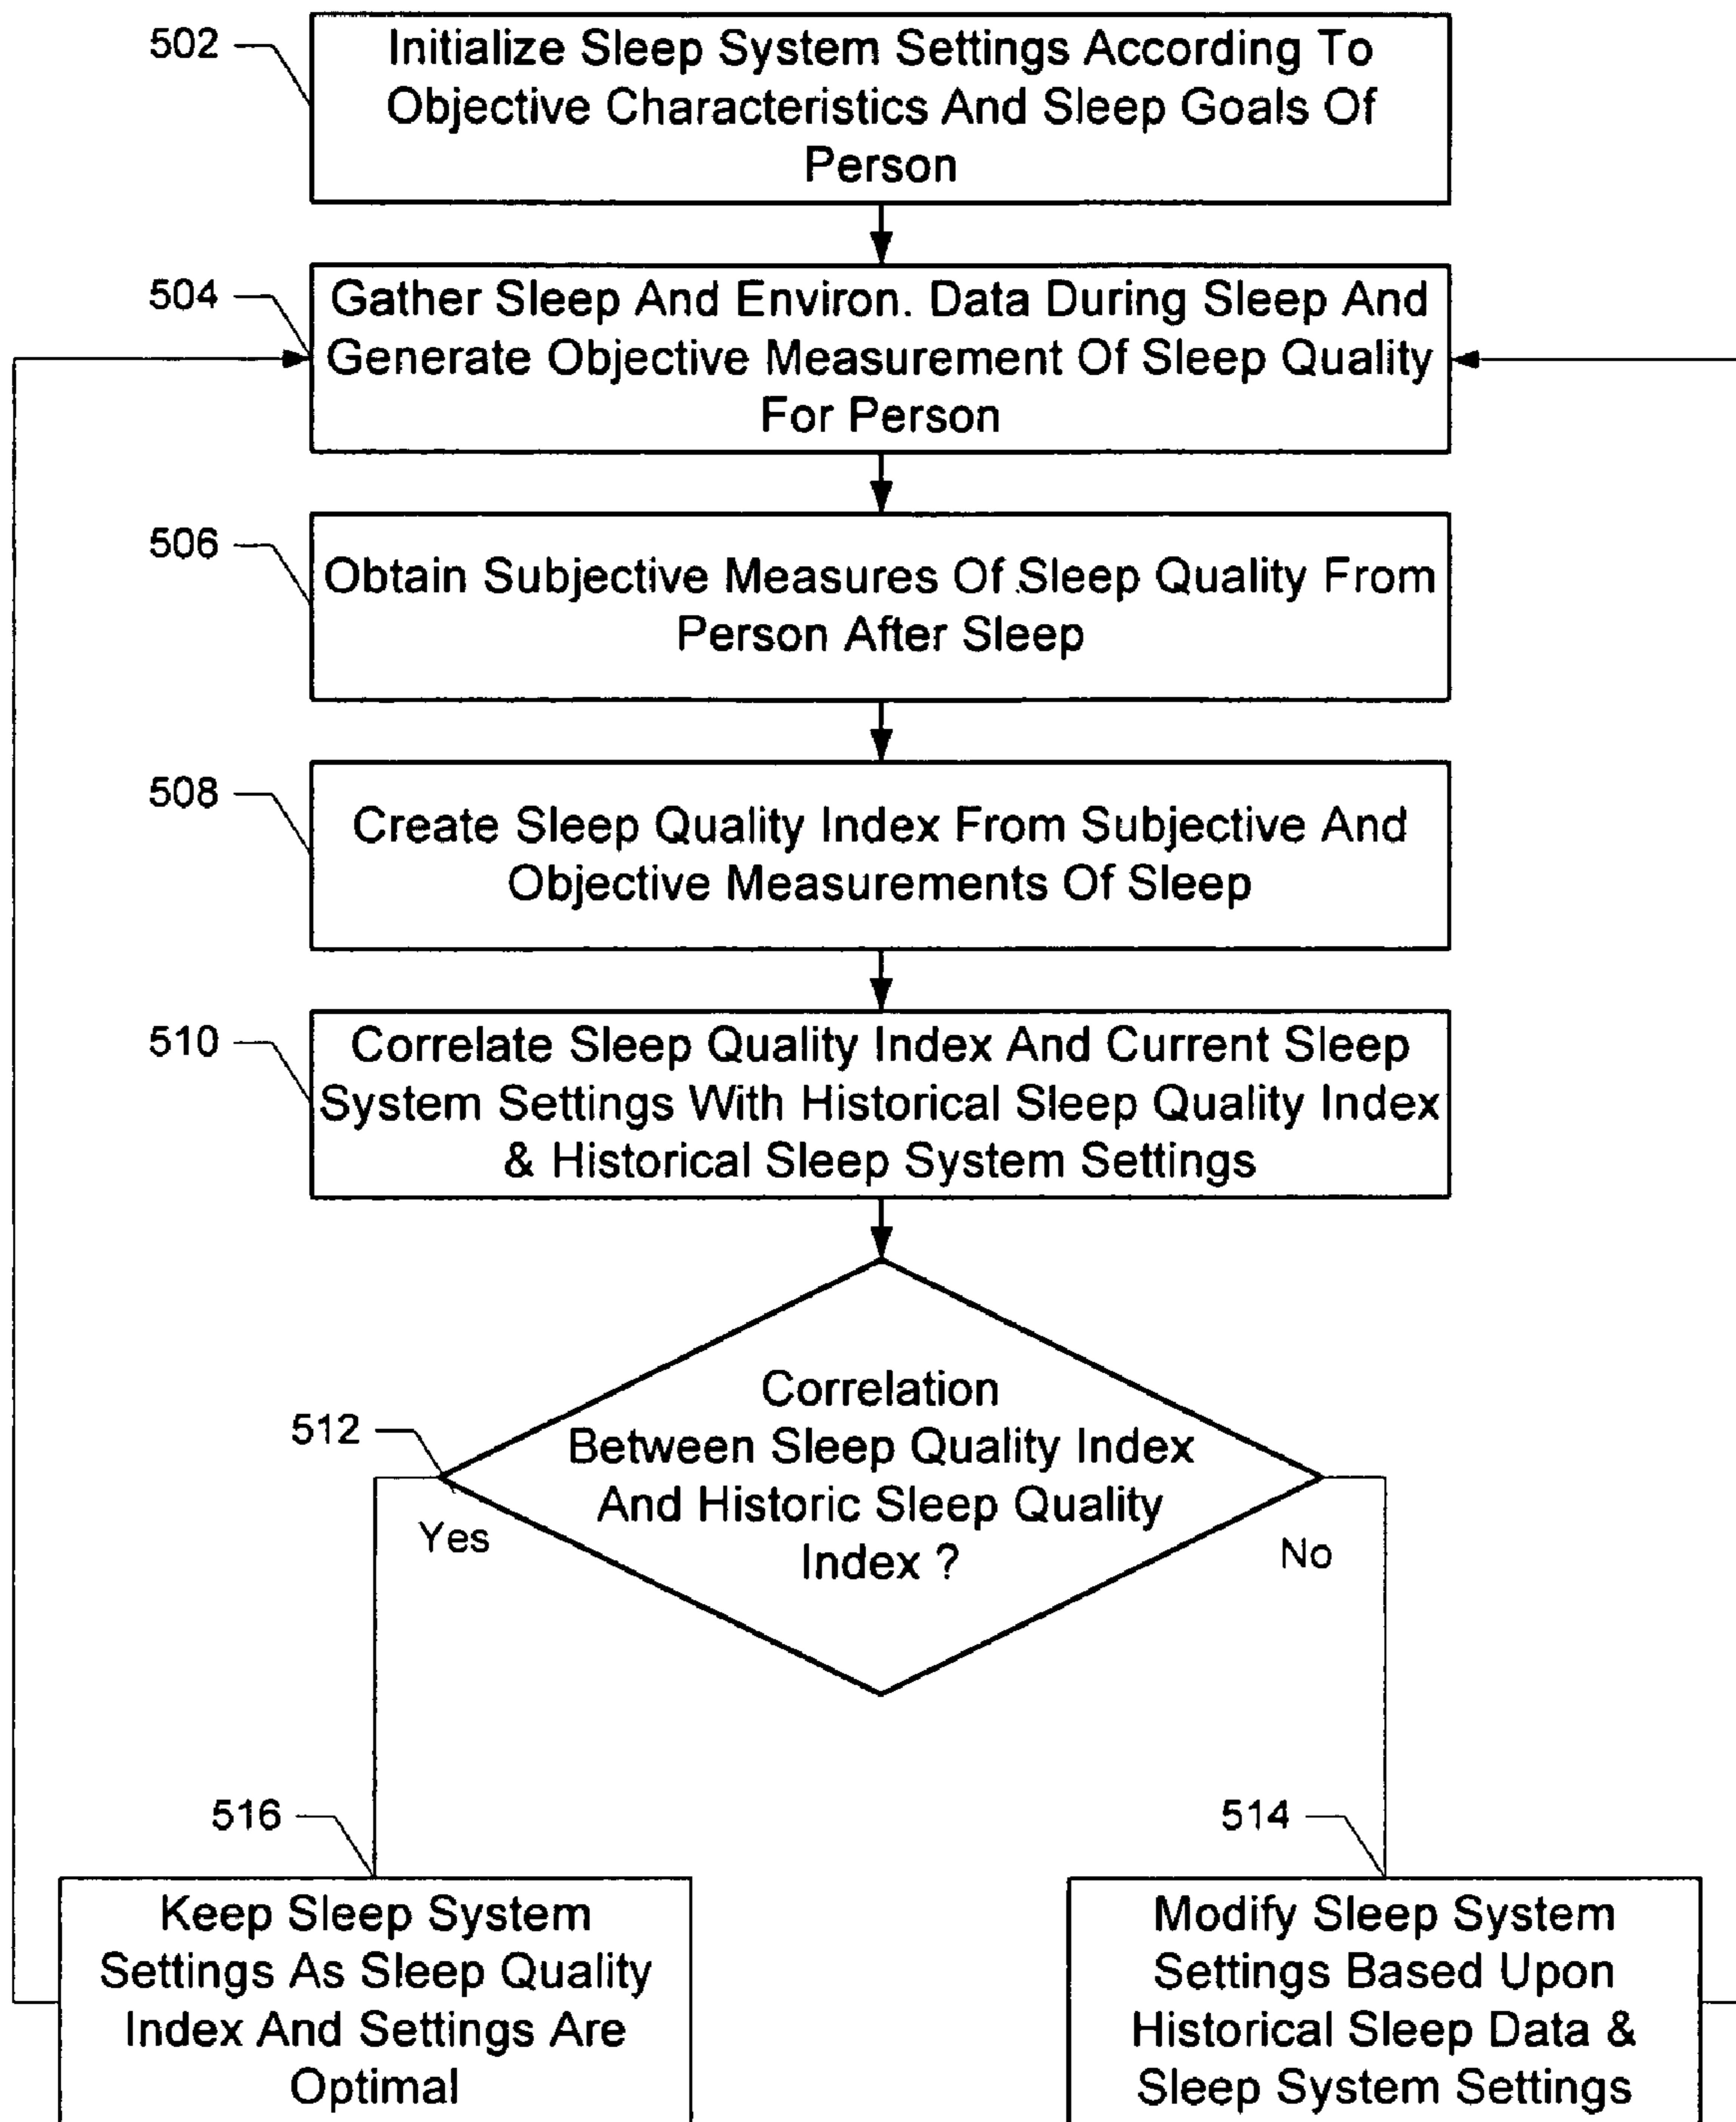 502
Initialize Sleep System Settings According To
Objective Characteristics And Sleep Goals Of
Person
504
Gather Sleep And Environ. Data During Sleep And
Generate Objective Measurement Of Sleep Quality
For Person
506
Obtain Subjective Measures Of Sleep Quality From
Person After Sleep
508
Create Sleep Quality Index From Subjective And
Objective Measurements Of Sleep
510
Correlate Sleep Quality Index And Current Sleep
System Settings With Historical Sleep Quality Index
& Historical Sleep System Settings
512
Correlation
Between Sleep Quality Index
And Historic Sleep Quality
Index ?
Yes
No
516
Keep Sleep System
Settings As Sleep Quality
Index And Settings Are
Optimal
514
Modify Sleep System
Settings Based Upon
Historical Sleep Data &
Sleep System Settings